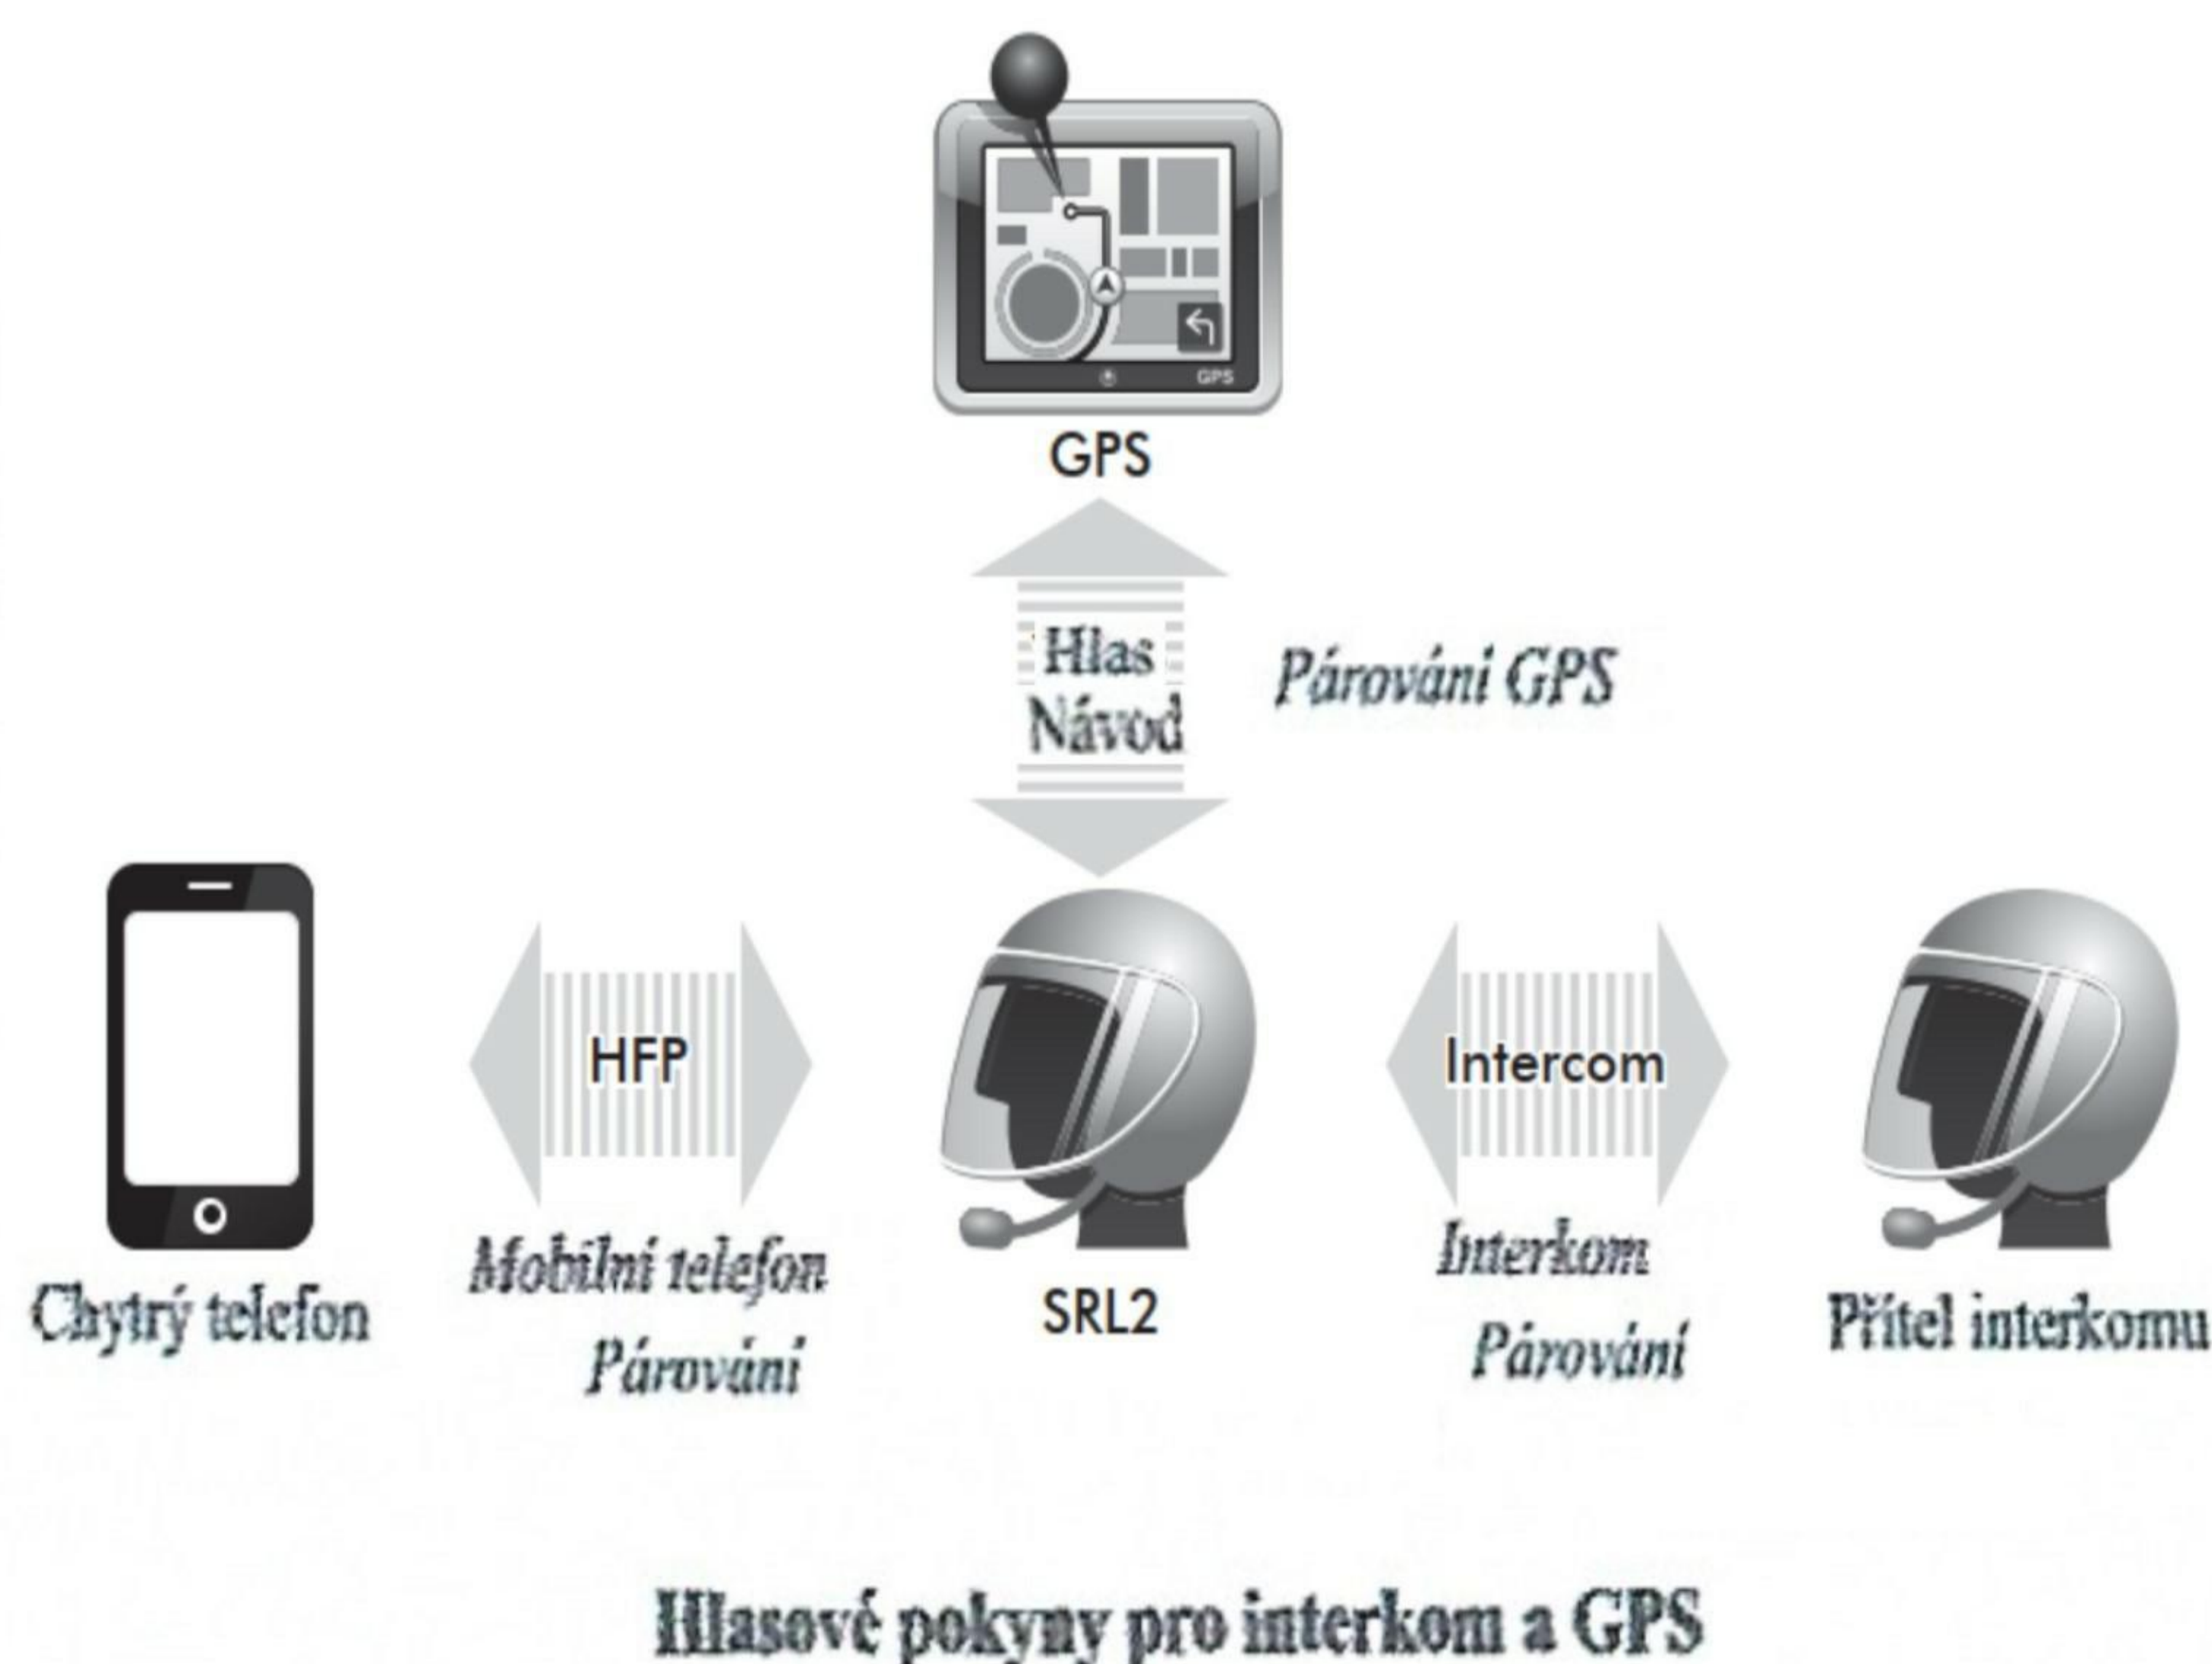 GPS
GPS
Hlas
Návod
Párování GPS
HFP
Intercom
Mobilní telefon
Párování
Interkom
Párování
Chytrý telefon
SRL2
Přítel interkomu
Hlasové pokyny pro interkom a GPS